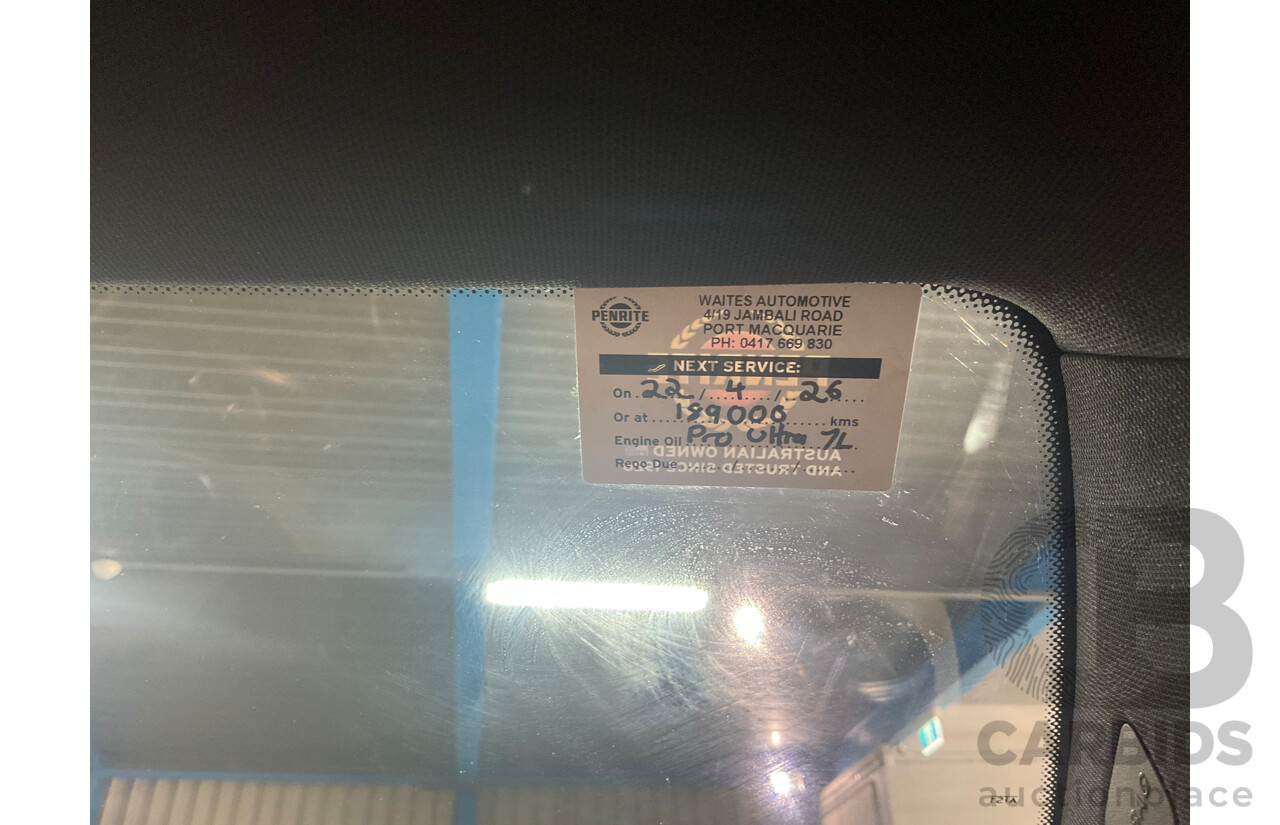 PENRITE
WAITES AUTOMOTIVE
4/19 JAMBALI ROAD
PORT MACQUARIE
PH: 0417 669 830
NEXT SERVICE:
On 22 / 4 / 26
Or at 189000 kms
Engine Oil Pro Ultra 7L
Rego Due / /
AUSTRALIAN OWNED
AND TRUSTED SINCE
CARBIDS
auctionplace